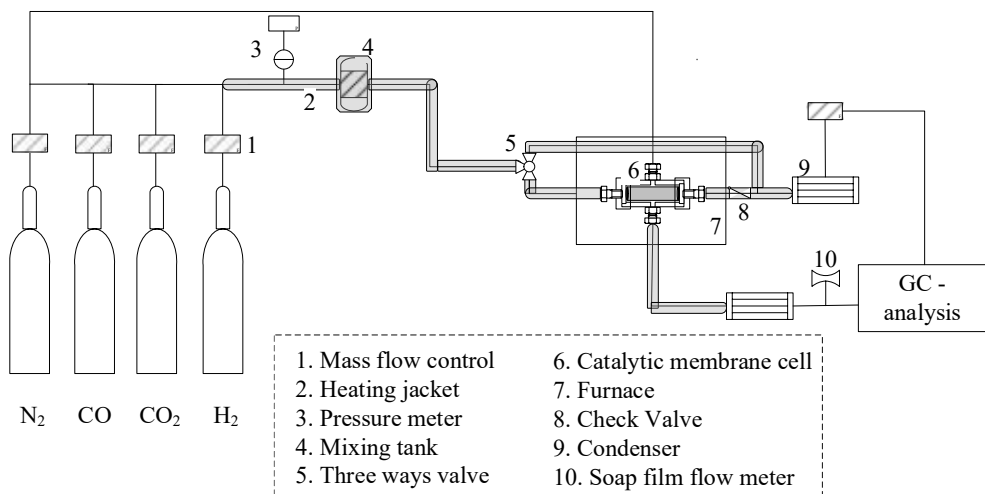 3
4
2
1
5
6
9
7
8
10
GC -
analysis
N₂
CO
CO₂
H₂
1. Mass flow control
2. Heating jacket
3. Pressure meter
4. Mixing tank
5. Three ways valve
6. Catalytic membrane cell
7. Furnace
8. Check Valve
9. Condenser
10. Soap film flow meter